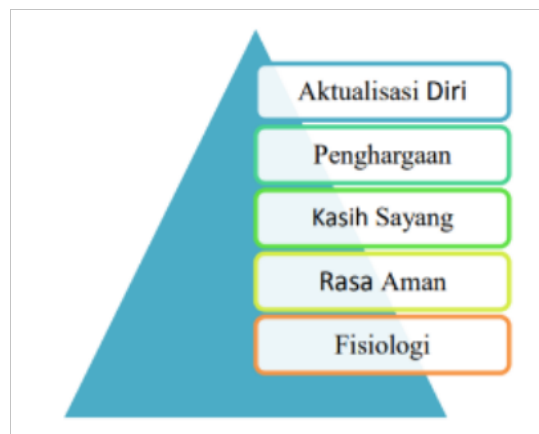 Aktualisasi Diri
Penghargaan
Kasih Sayang
Rasa Aman
Fisiologi